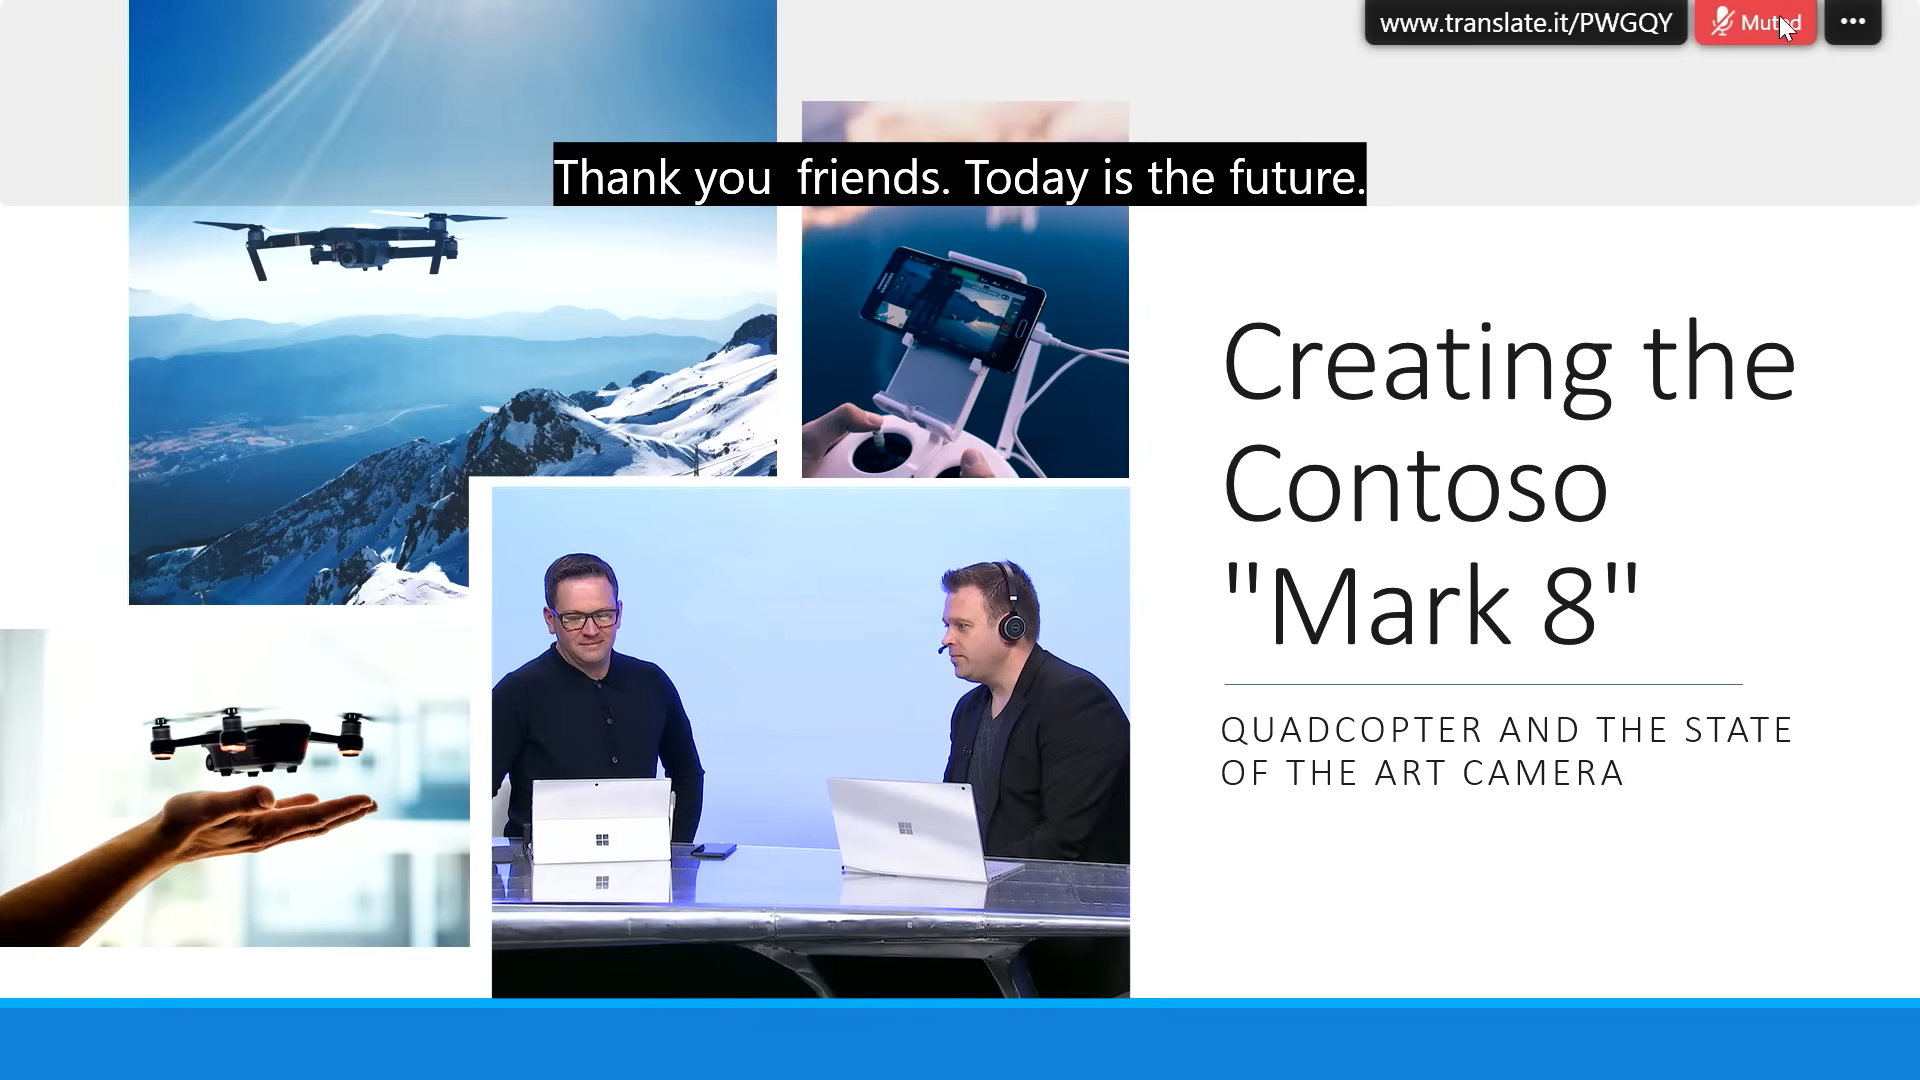 www.translate.it/PWGQY
Muted
Thank you  friends. Today is the future.
Creating the
Contoso
"Mark 8"
QUADCOPTER AND THE STATE
OF THE ART CAMERA